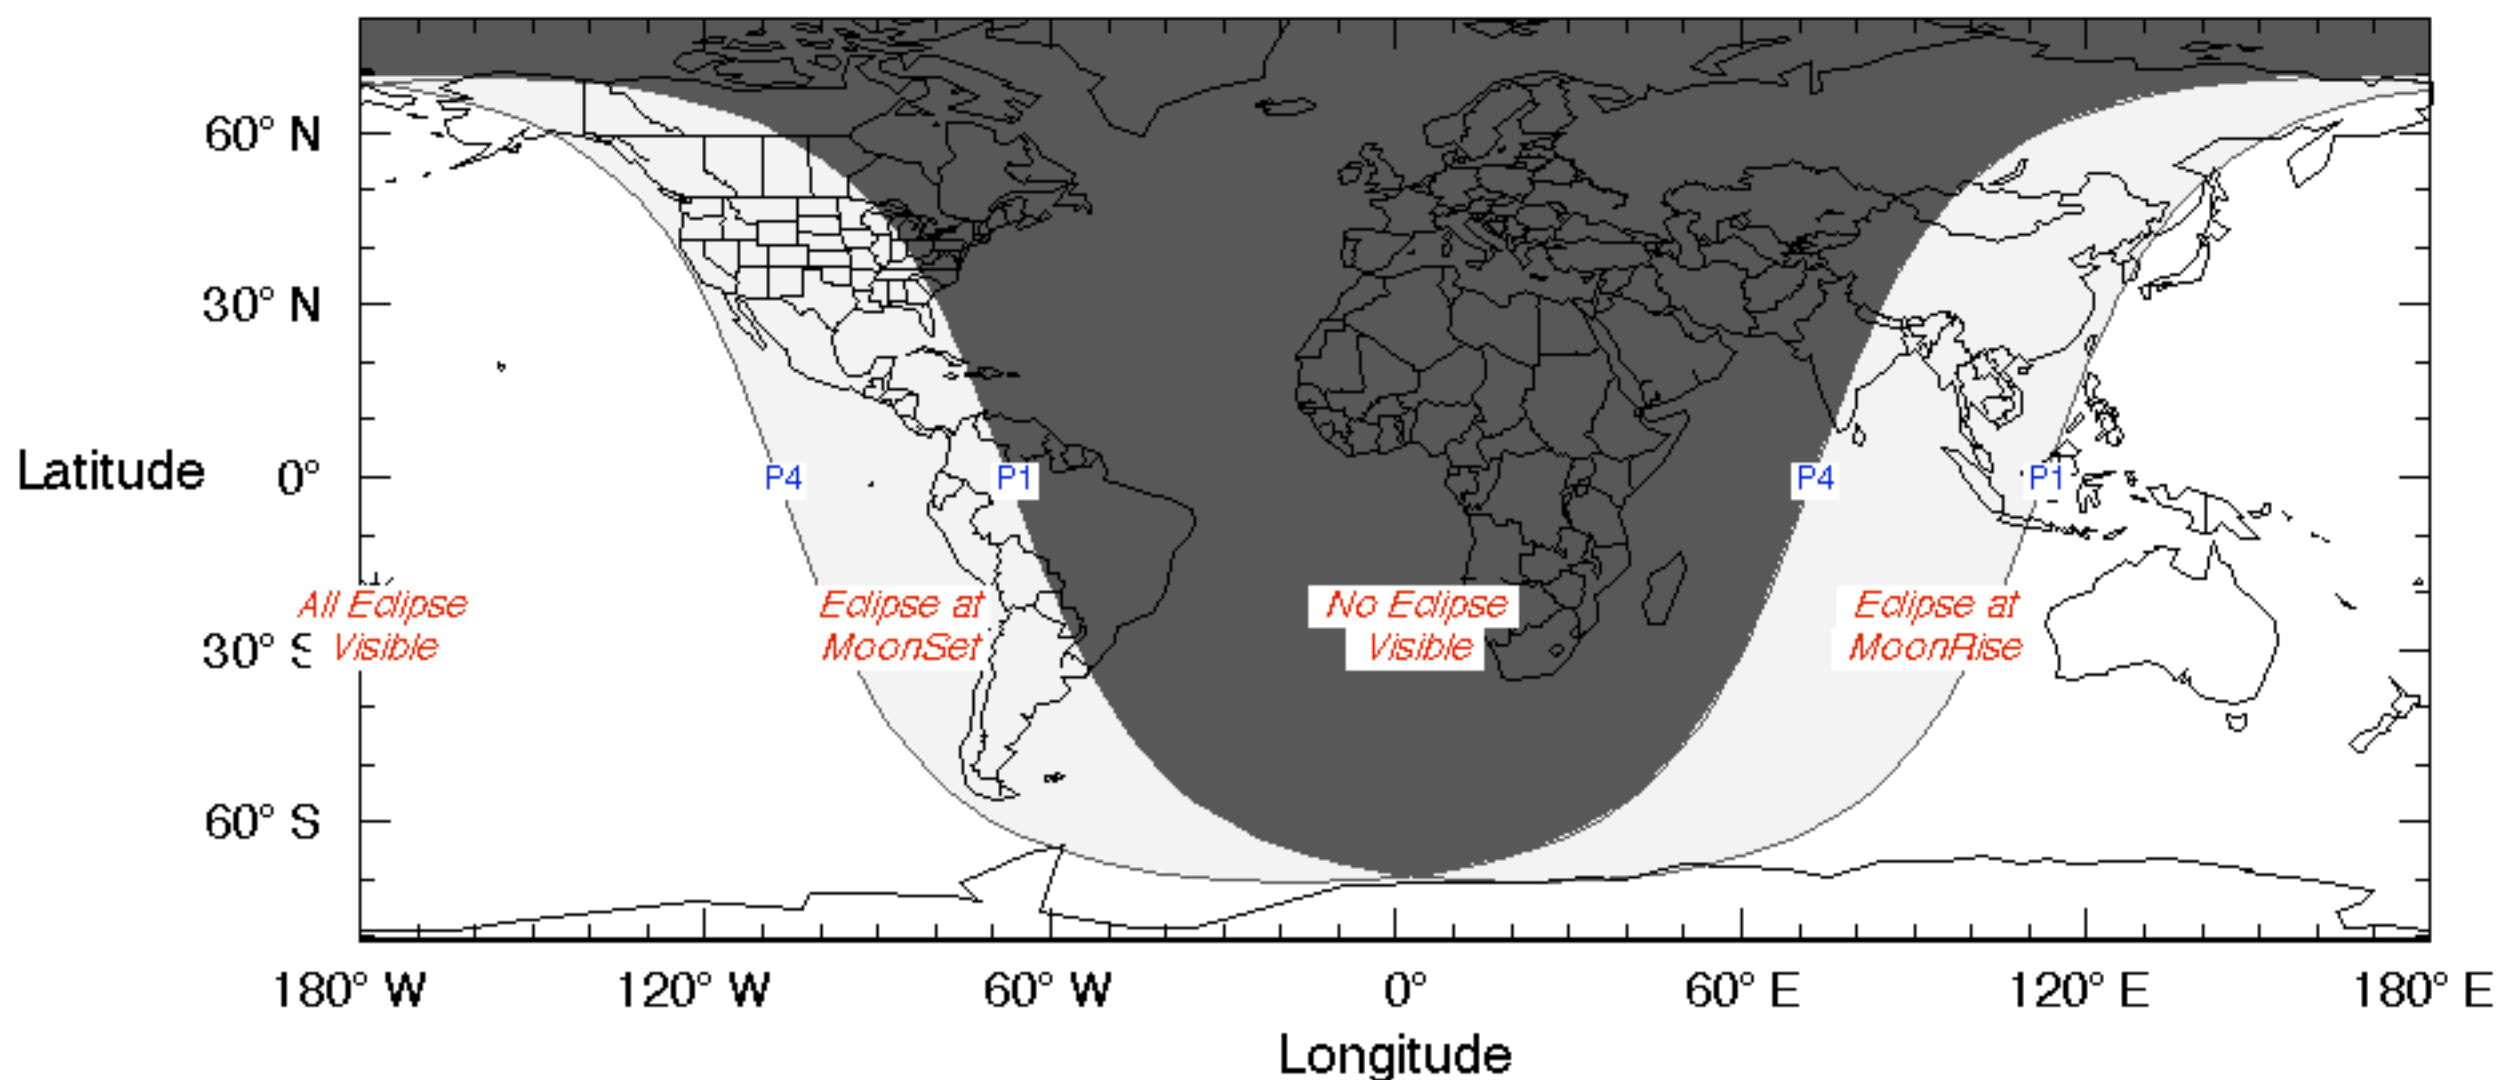 60° N
30° N
Latitude
0°
P4
P1
P4
P1
All Eclipse
Visible
Eclipse at
MoonSet
No Eclipse
Visible
Eclipse at
MoonRise
30° S
60° S
180° W
120° W
60° W
0°
60° E
120° E
180° E
Longitude